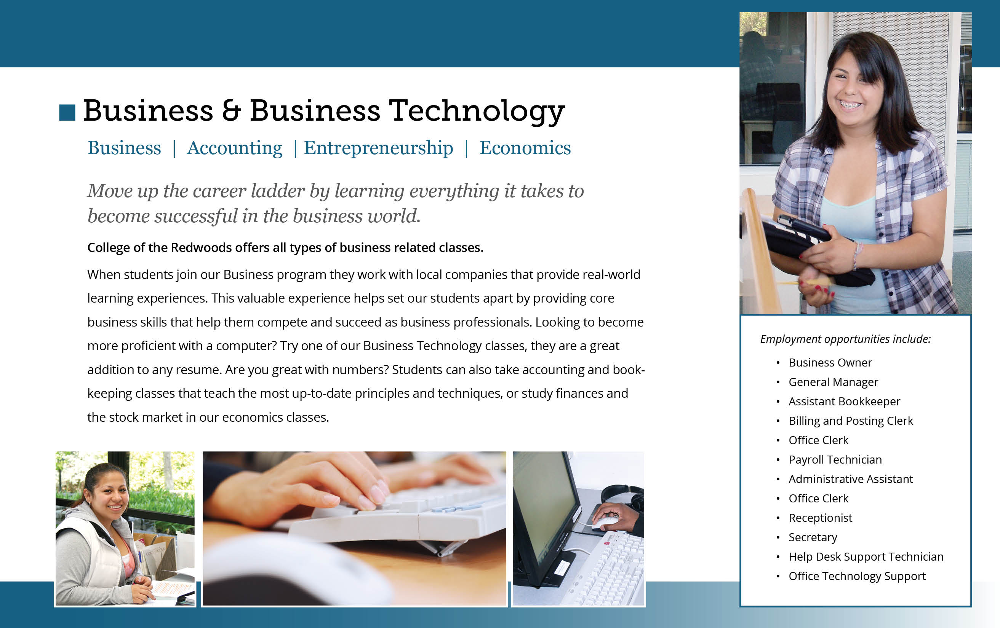 Business & Business Technology
Business | Accounting | Entrepreneurship | Economics
Move up the career ladder by learning everything it takes to
become successful in the business world.
College of the Redwoods offers all types of business related classes.
When students join our Business program they work with local companies that provide real-world
learning experiences. This valuable experience helps set our students apart by providing core
business skills that help them compete and succeed as business professionals. Looking to become
more proficient with a computer? Try one of our Business Technology classes, they are a great
addition to any resume. Are you great with numbers? Students can also take accounting and book-
keeping classes that teach the most up-to-date principles and techniques, or study finances and
the stock market in our economics classes.
Employment opportunities include:
• Business Owner
• General Manager
• Assistant Bookkeeper
• Billing and Posting Clerk
• Office Clerk
• Payroll Technician
• Administrative Assistant
• Office Clerk
• Receptionist
• Secretary
• Help Desk Support Technician
• Office Technology Support